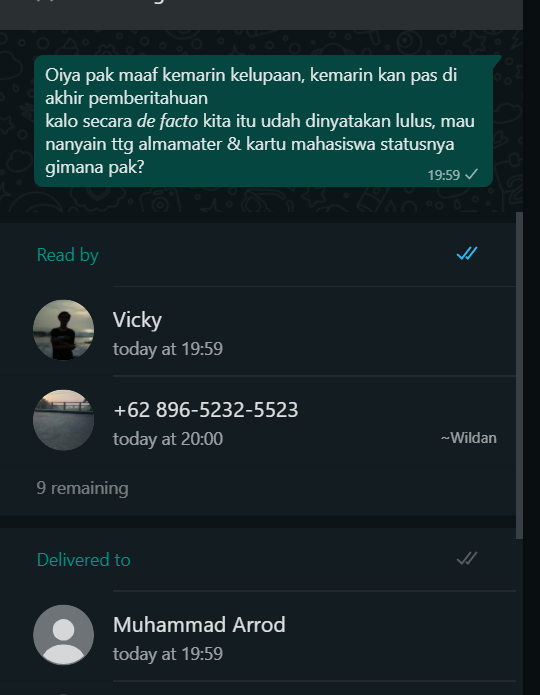 Oiya pak maaf kemarin kelupaan, kemarin kan pas di
akhir pemberitahuan
kalo secara de facto kita itu udah dinyatakan lulus, mau
nanyain ttg almamater & kartu mahasiswa statusnya
gimana pak?
19:59
Read by
Vicky
today at 19:59
+62 896-5232-5523
today at 20:00
~Wildan
9 remaining
Delivered to
Muhammad Arrod
today at 19:59